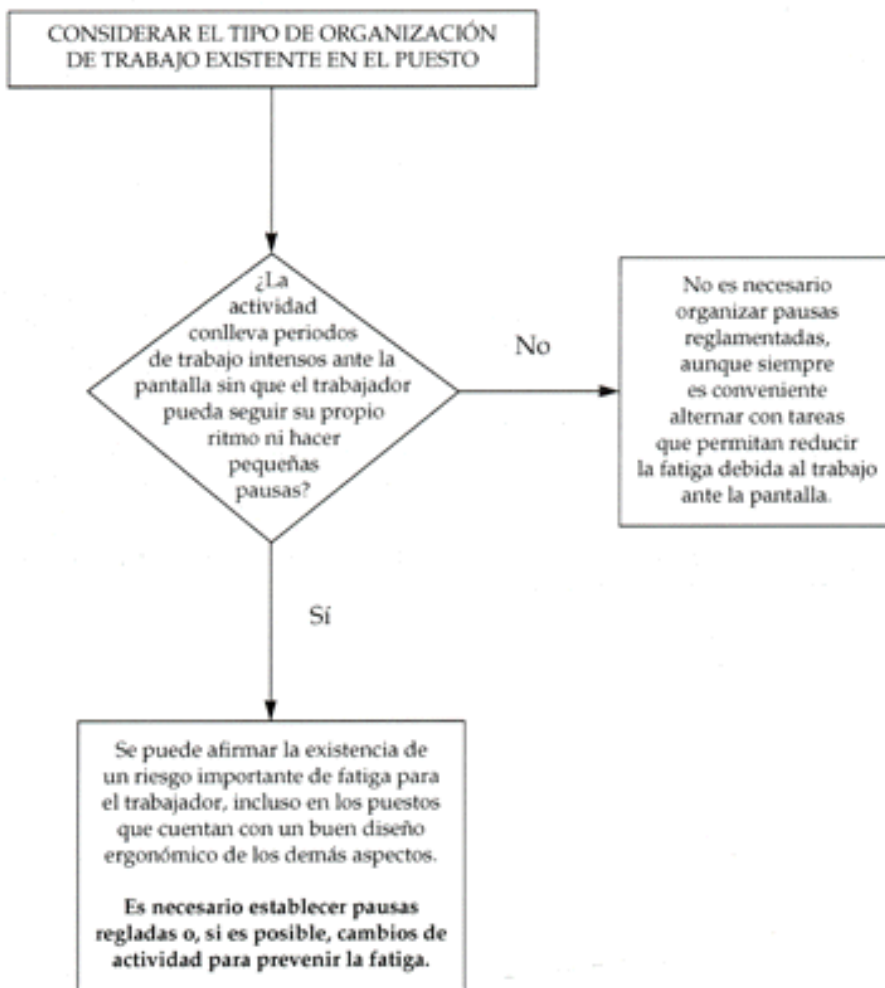 CONSIDERAR EL TIPO DE ORGANIZACIÓN
DE TRABAJO EXISTENTE EN EL PUESTO
¿La
actividad
conlleva periodos
de trabajo intensos ante la
pantalla sin que el trabajador
pueda seguir su propio
ritmo ni hacer
pequeñas
pausas?
No
No es necesario
organizar pausas
reglamentadas,
aunque siempre
es conveniente
alternar con tareas
que permitan reducir
la fatiga debida al trabajo
ante la pantalla.
Sí
Se puede afirmar la existencia de
un riesgo importante de fatiga para
el trabajador, incluso en los puestos
que cuentan con un buen diseño
ergonómico de los demás aspectos.
Es necesario establecer pausas
regladas o, si es posible, cambios de
actividad para prevenir la fatiga.